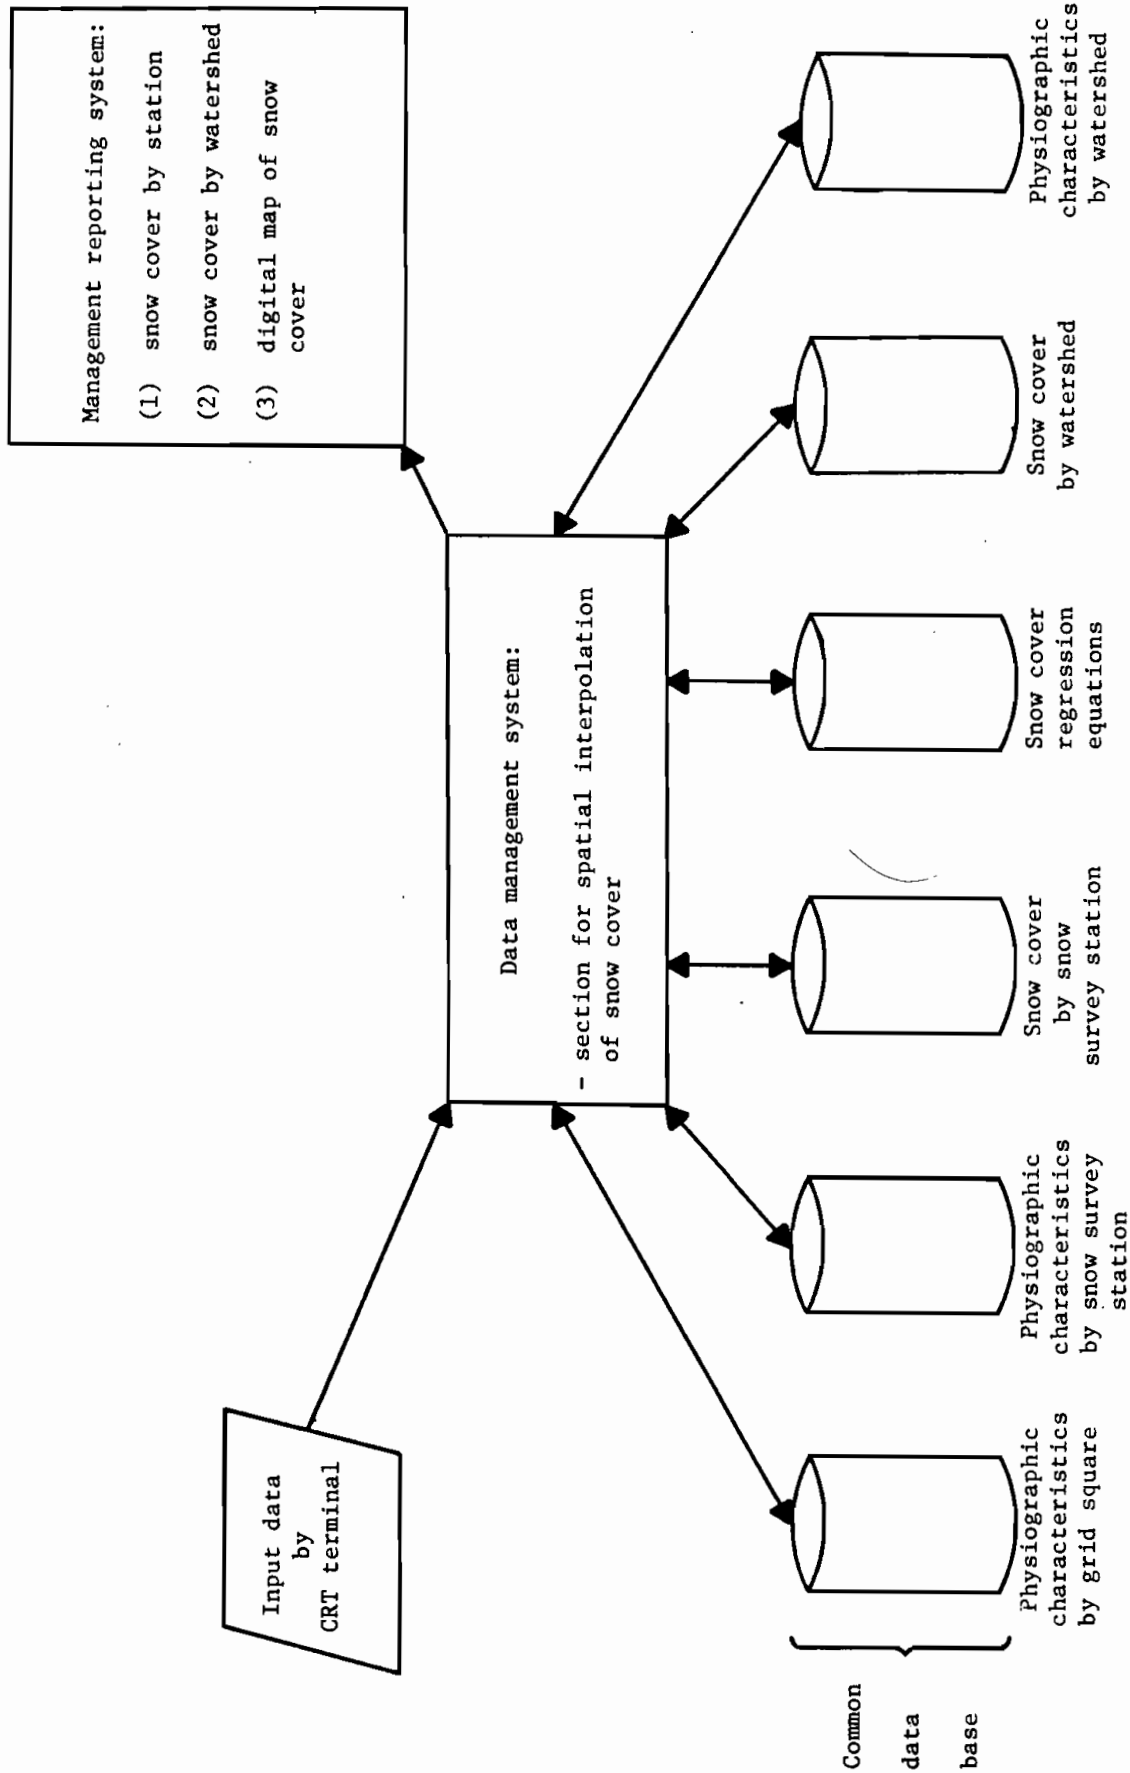 Input data
by
CRT terminal
Management reporting system:
(1) snow cover by station
(2) snow cover by watershed
(3) digital map of snow
cover
Data management system:
- section for spatial interpolation
of snow cover
Common
data
base
Physiographic
characteristics
by grid square
Physiographic
characteristics
by snow survey
station
Snow cover
by snow
survey station
Snow cover
regression
equations
Snow cover
by watershed
Physiographic
characteristics
by watershed